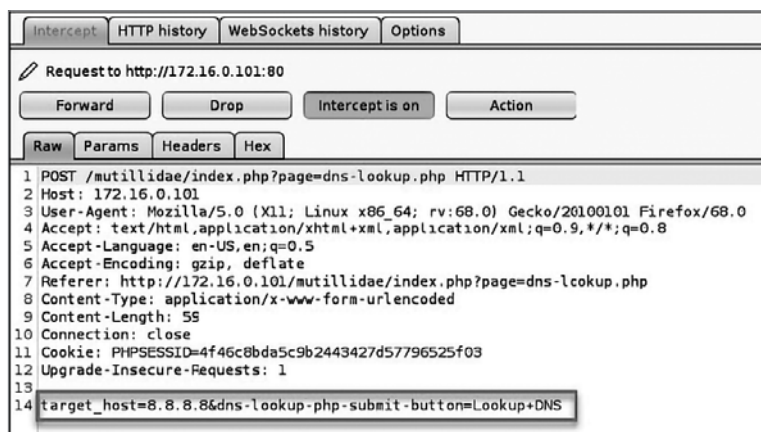 Intercept HTTP history WebSockets history Options
Request to http://172.16.0.101:80
Forward Drop Intercept is on Action
Raw Params Headers Hex
1 POST /mutillidae/index.php?page=dns-lookup.php HTTP/1.1
2 Host: 172.16.0.101
3 User-Agent: Mozilla/5.0 (X11; Linux x86_64; rv:68.0) Gecko/20100101 Firefox/68.0
4 Accept: text/html,application/xhtml+xml,application/xml;q=0.9,*/*;q=0.8
5 Accept-Language: en-US,en;q=0.5
6 Accept-Encoding: gzip, deflate
7 Referer: http://172.16.0.101/mutillidae/index.php?page=dns-lookup.php
8 Content-Type: application/x-www-form-urlencoded
9 Content-Length: 59
10 Connection: close
11 Cookie: PHPSESSID=4f46c8bda5c9b2443427d57796525f03
12 Upgrade-Insecure-Requests: 1
13
14 target_host=8.8.8.8&dns-lookup-php-submit-button=Lookup+DNS